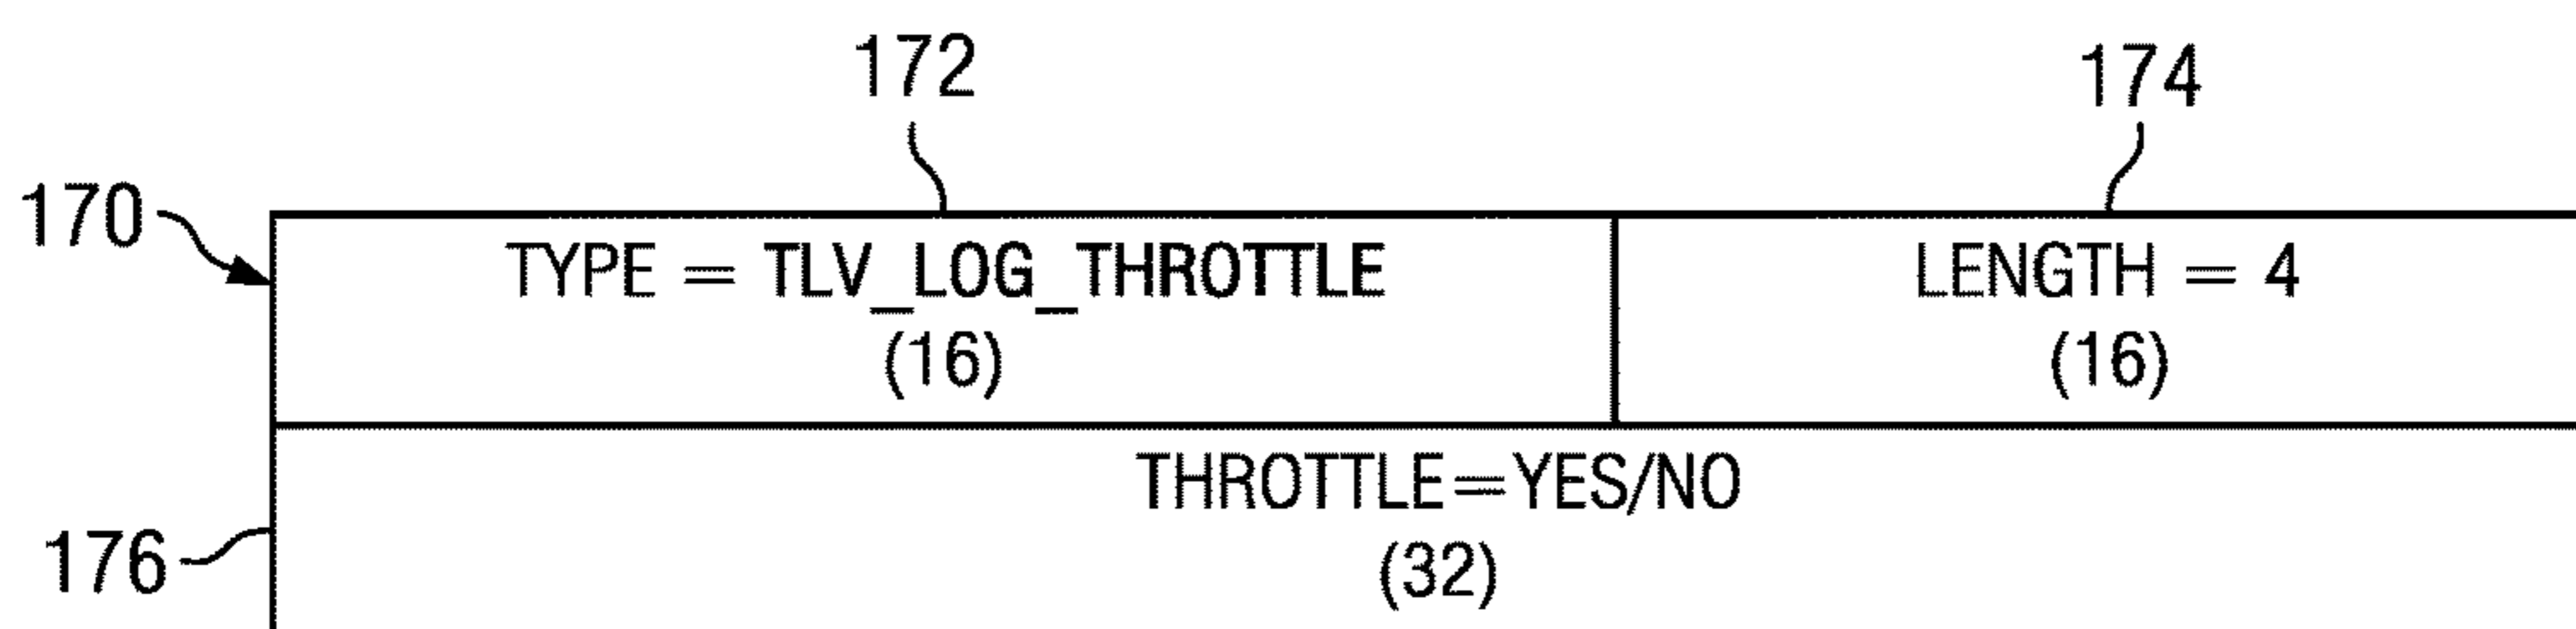 172
174
170
TYPE = TLV_LOG_THROTTLE
(16)
LENGTH = 4
(16)
THROTTLE=YES/NO
(32)
176